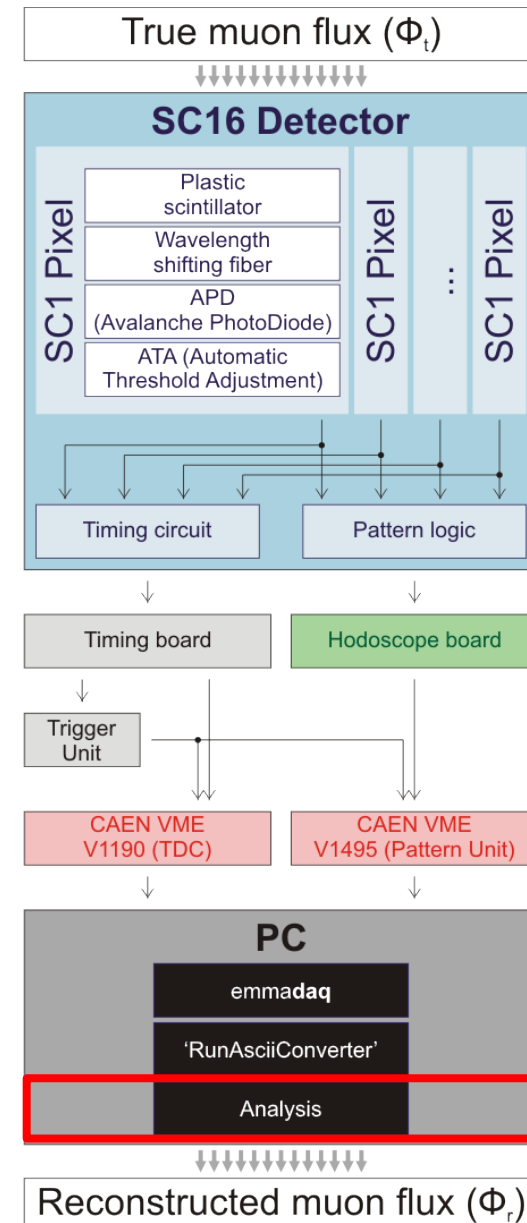 True muon flux (Φt)
SC16 Detector
SC1 Pixel
Plastic
scintillator
Wavelength
shifting fiber
APD
(Avalanche PhotoDiode)
ATA (Automatic
Threshold Adjustment)
SC1 Pixel
...
SC1 Pixel
Timing circuit
Pattern logic
Timing board
Hodoscope board
Trigger
Unit
CAEN VME
V1190 (TDC)
CAEN VME
V1495 (Pattern Unit)
PC
emmadaq
‘RunAsciiConverter’
Analysis
Reconstructed muon flux (Φr)